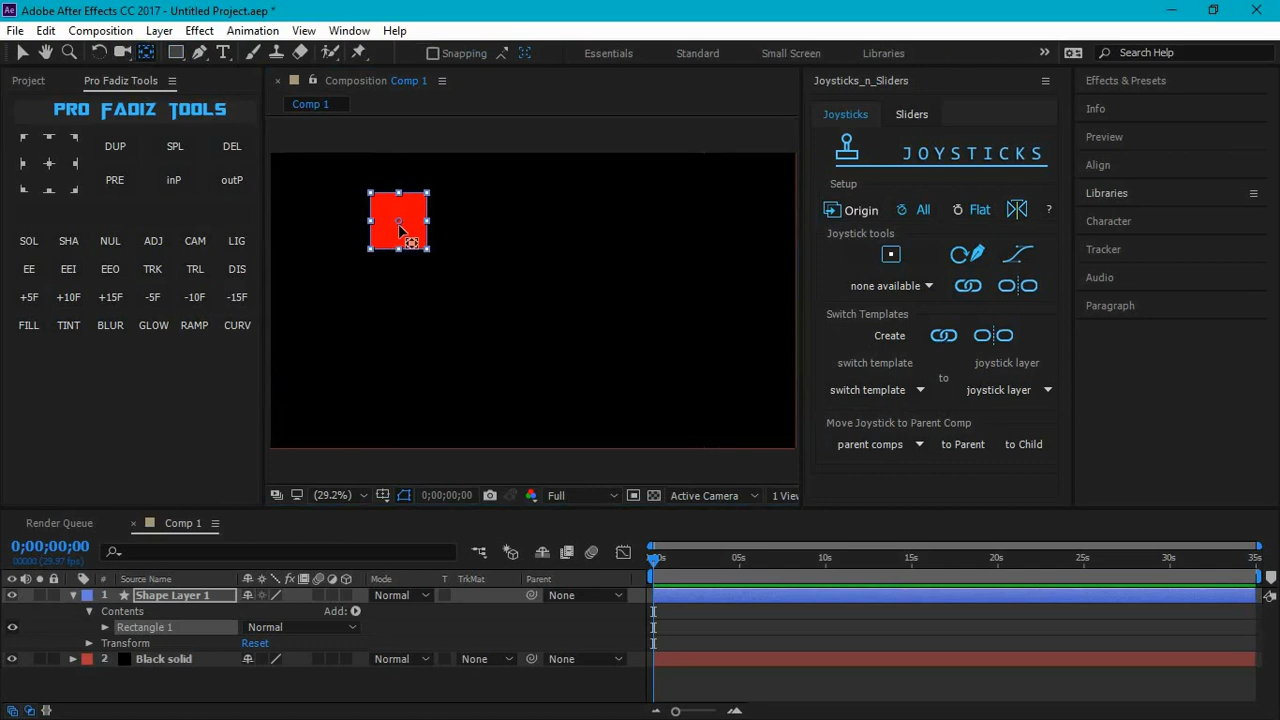 Ae Adobe After Effects CC 2017 - Untitled Project.aep *
File Edit Composition Layer Effect Animation View Window Help
T Snapping Essentials Standard Small Screen Libraries Search Help
Project Pro Fadiz Tools
Composition Comp 1
Joysticks_n_Sliders
Effects & Presets
Comp 1
PRO FADIZ TOOLS
DUP SPL DEL
PRE inP outP
SOL SHA NUL ADJ CAM LIG
EE EEI EEO TRK TRL DIS
+5F +10F +15F -5F -10F -15F
FILL TINT BLUR GLOW RAMP CURV
Joysticks Sliders
JOYSTICKS
Setup
Origin All Flat ?
Joystick tools
none available
Switch Templates
Create
switch template joystick layer
to
switch template joystick layer
Move Joystick to Parent Comp
parent comps to Parent to Child
Info
Preview
Align
Libraries
Character
Tracker
Audio
Paragraph
(29.2%) 0;00;00;00 Full Active Camera 1 View
Render Queue Comp 1
0;00;00;00
00000 (29.97 fps)
# Source Name Mode T TrkMat Parent
1 Shape Layer 1 Normal None
Contents Add:
Rectangle 1 Normal
Transform Reset
2 Black solid Normal None None
05s 10s 15s 20s 25s 30s 35s